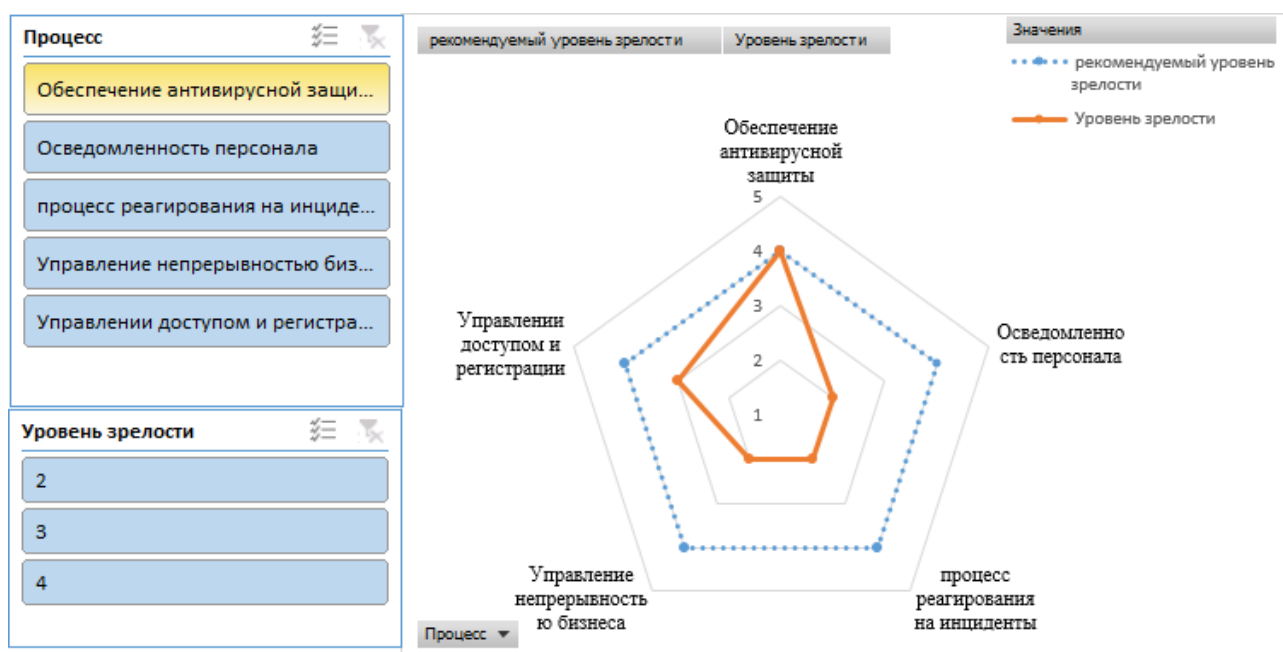 Процесс
Обеспечение антивирусной защи...
Осведомленность персонала
процесс реагирования на инциде...
Управление непрерывностью биз...
Управлении доступом и регистра...
Уровень зрелости
2
3
4
рекомендуемый уровень зрелости
Уровень зрелости
Значения
рекомендуемый уровень
зрелости
Уровень зрелости
Обеспечение
антивирусной
защиты
5
4
3
2
1
Осведомленно
сть персонала
процесс
реагирования
на инциденты
Управление
непрерывность
ю бизнеса
Управлении
доступом и
регистрации
Процесс